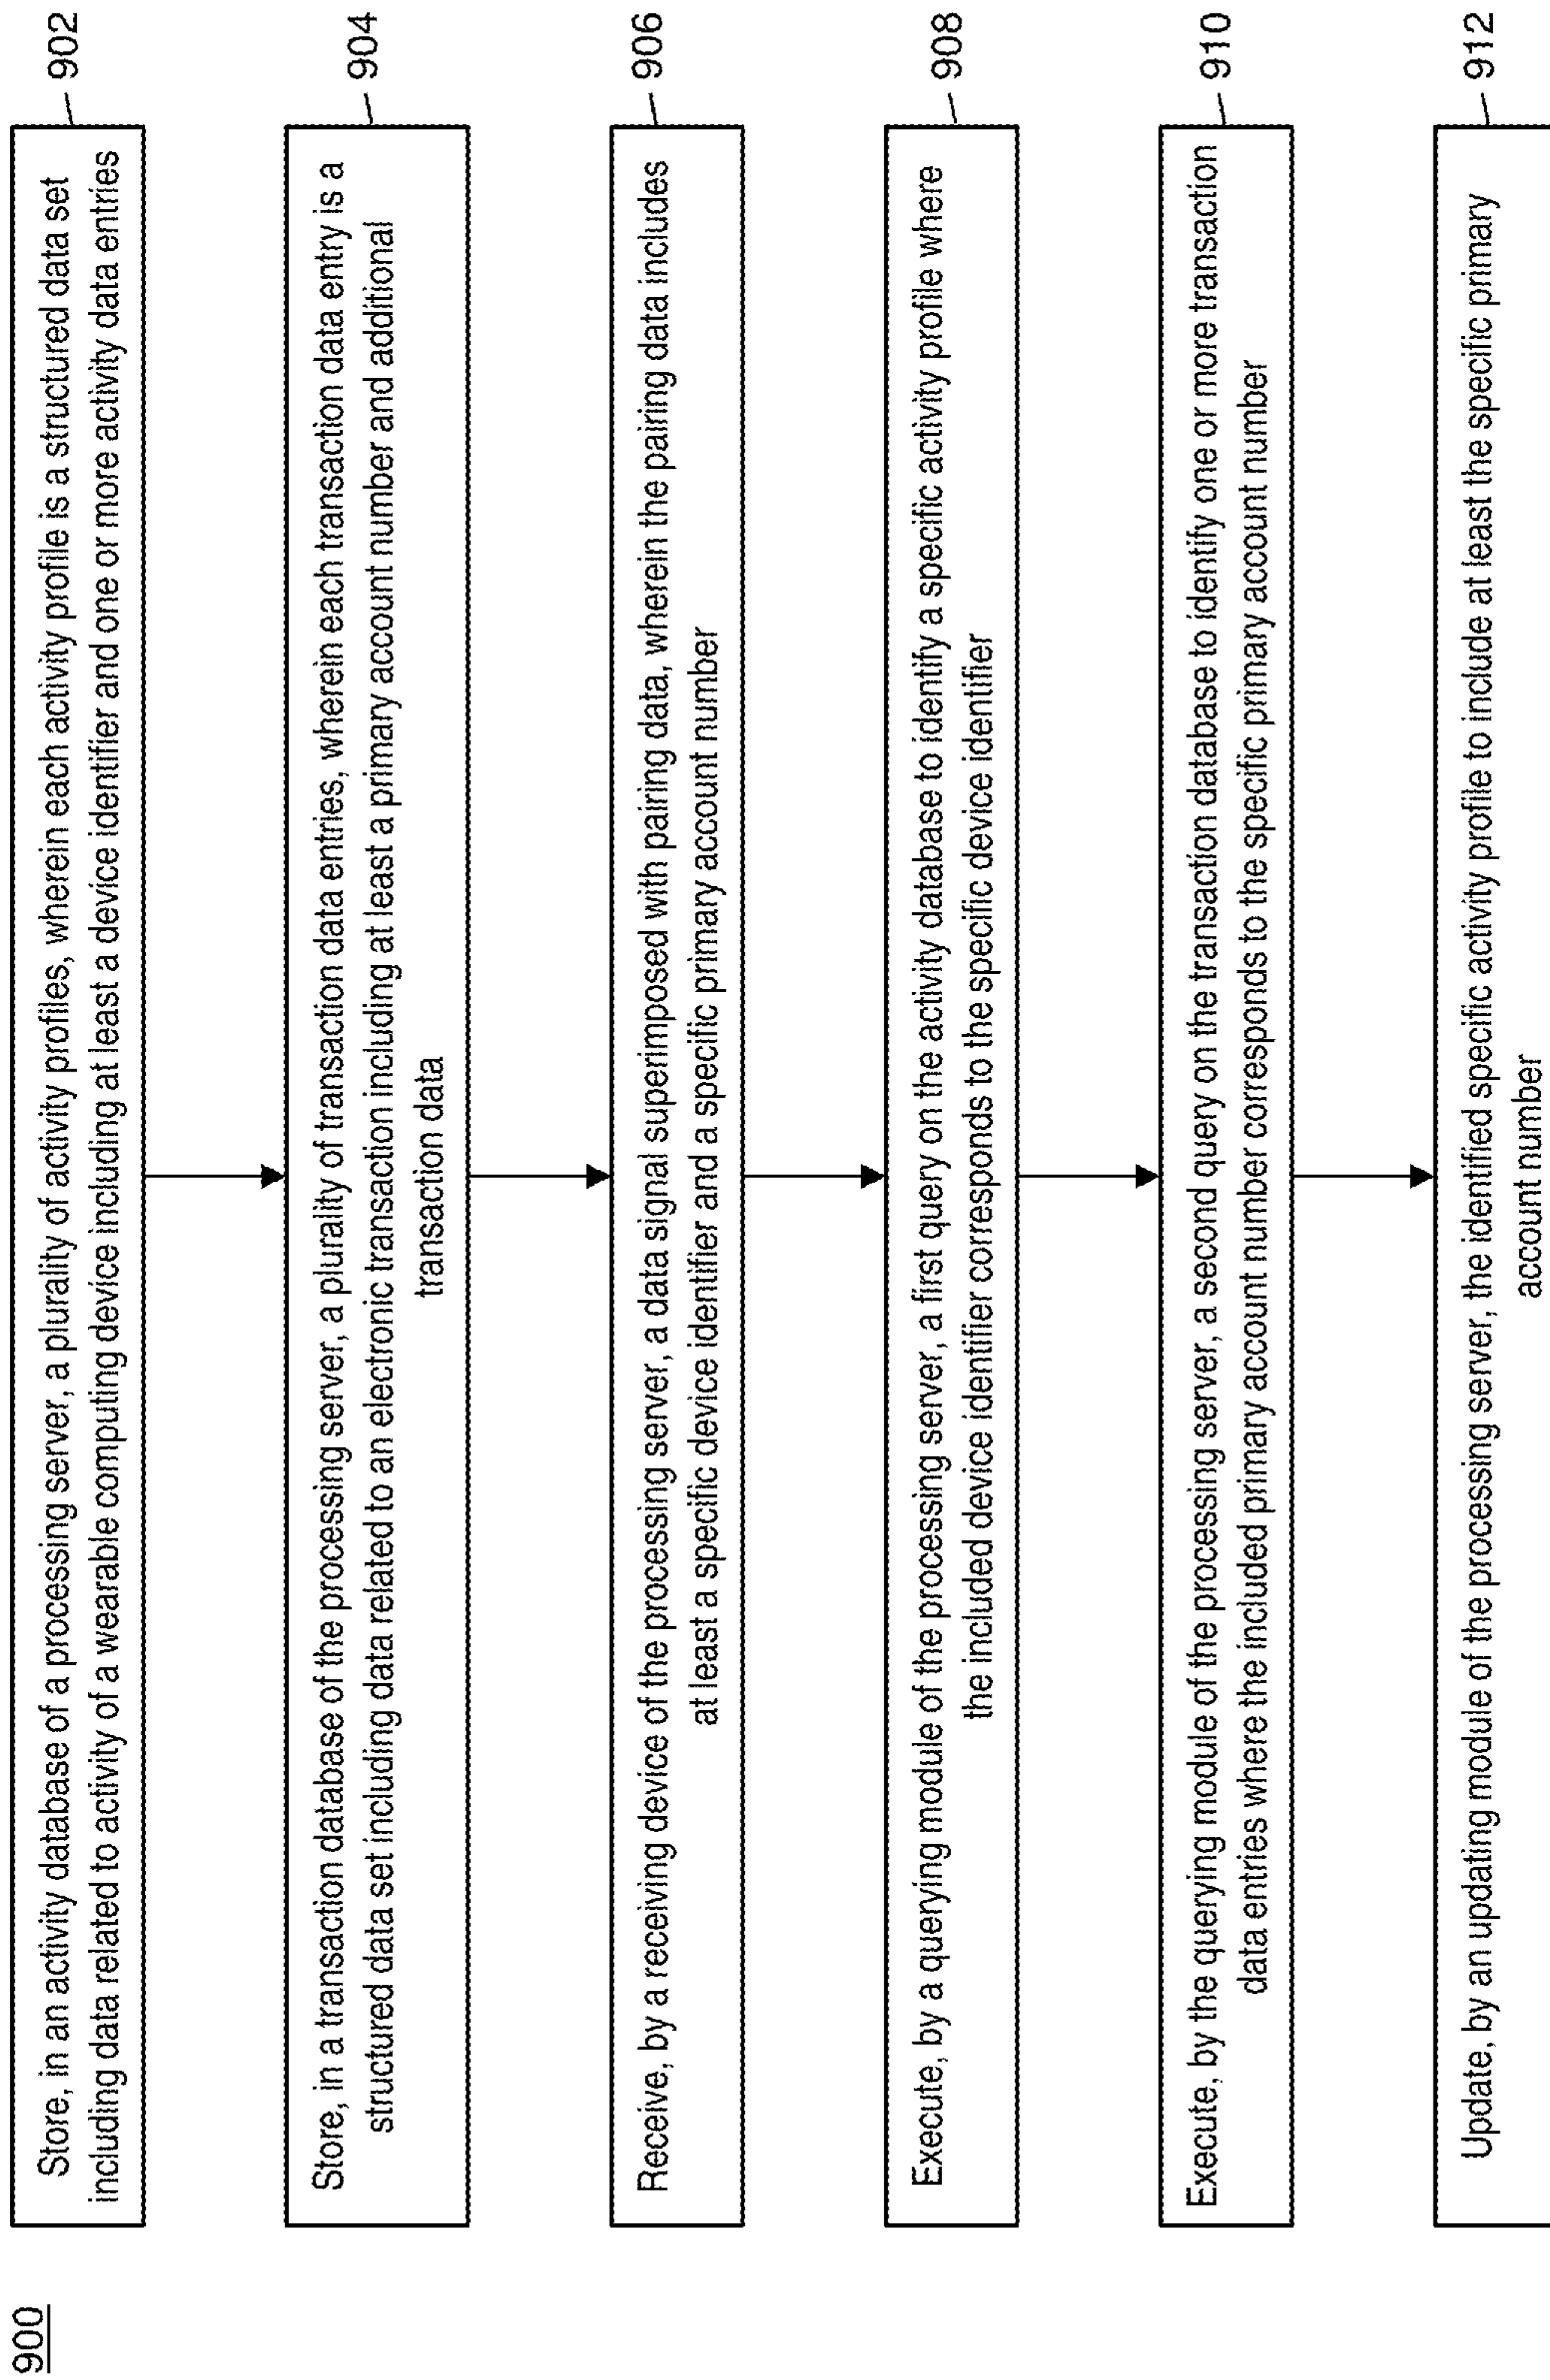 900
Store, in an activity database of a processing server, a plurality of activity profiles, wherein each activity profile is a structured data set
including data related to activity of a wearable computing device including at least a device identifier and one or more activity data entries
902
Store, in a transaction database of the processing server, a plurality of transaction data entries, wherein each transaction data entry is a
structured data set including data related to an electronic transaction including at least a primary account number and additional
transaction data
904
Receive, by a receiving device of the processing server, a data signal superimposed with pairing data, wherein the pairing data includes
at least a specific device identifier and a specific primary account number
906
Execute, by a querying module of the processing server, a first query on the activity database to identify a specific activity profile where
the included device identifier corresponds to the specific device identifier
908
Execute, by the querying module of the processing server, a second query on the transaction database to identify one or more transaction
data entries where the included primary account number corresponds to the specific primary account number
910
Update, by an updating module of the processing server, the identified specific activity profile to include at least the specific primary
account number
912